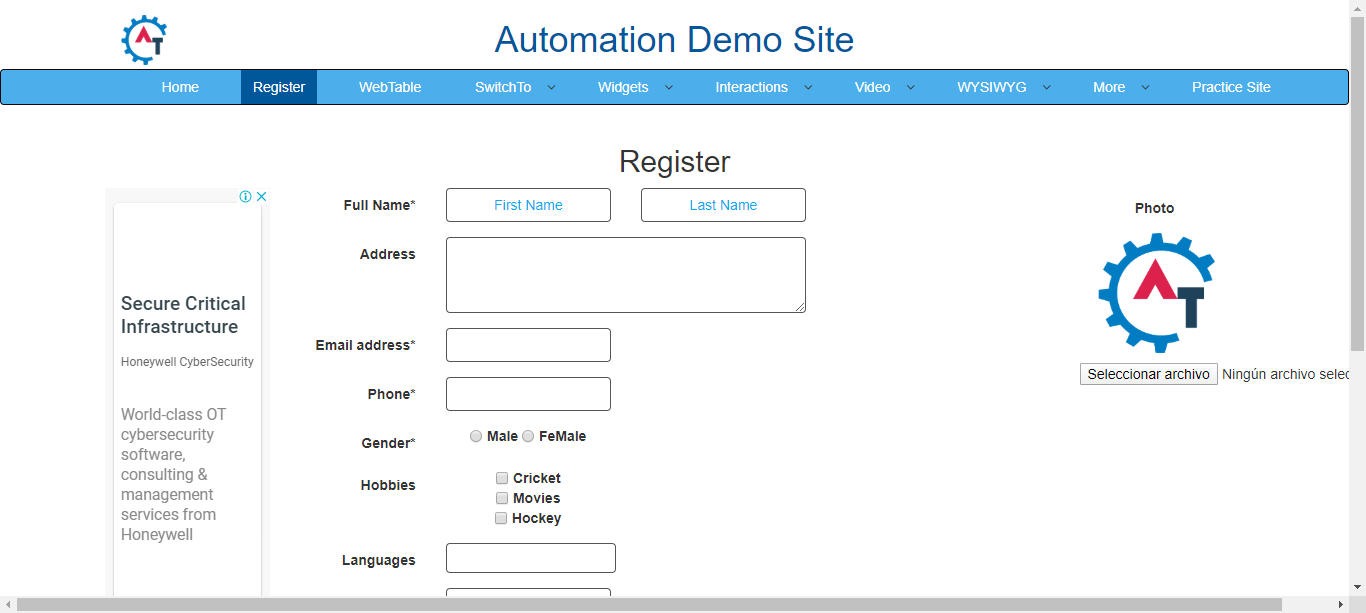 AT
Automation Demo Site
Home Register WebTable SwitchTo Widgets Interactions Video WYSIWYG More Practice Site
Register
Full Name* First Name Last Name
Address
Email address*
Phone*
Gender* Male FeMale
Hobbies Cricket
Movies
Hockey
Languages
Secure Critical
Infrastructure
Honeywell CyberSecurity
World-class OT
cybersecurity
software,
consulting &
management
services from
Honeywell
Photo
AT
Seleccionar archivo Ningún archivo selec